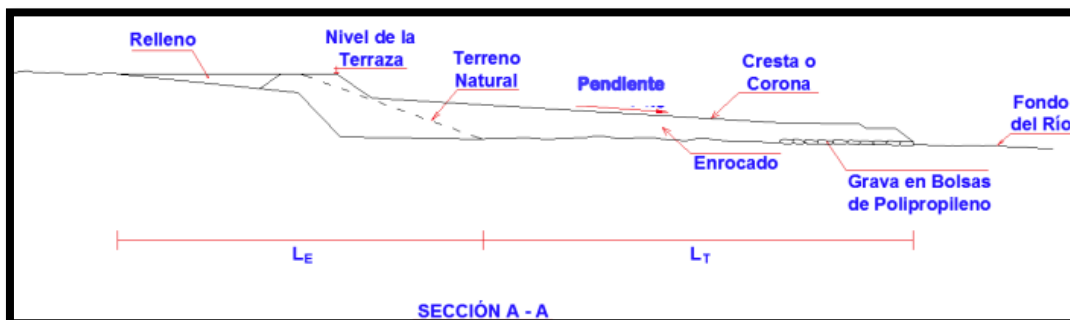 Relleno
Nivel de la
Terraza
Terreno
Natural
Pendiente
Cresta o
Corona
Fondo
del Río
Enrocado
Grava en Bolsas
de Polipropileno
LE
LT
SECCIÓN A - A